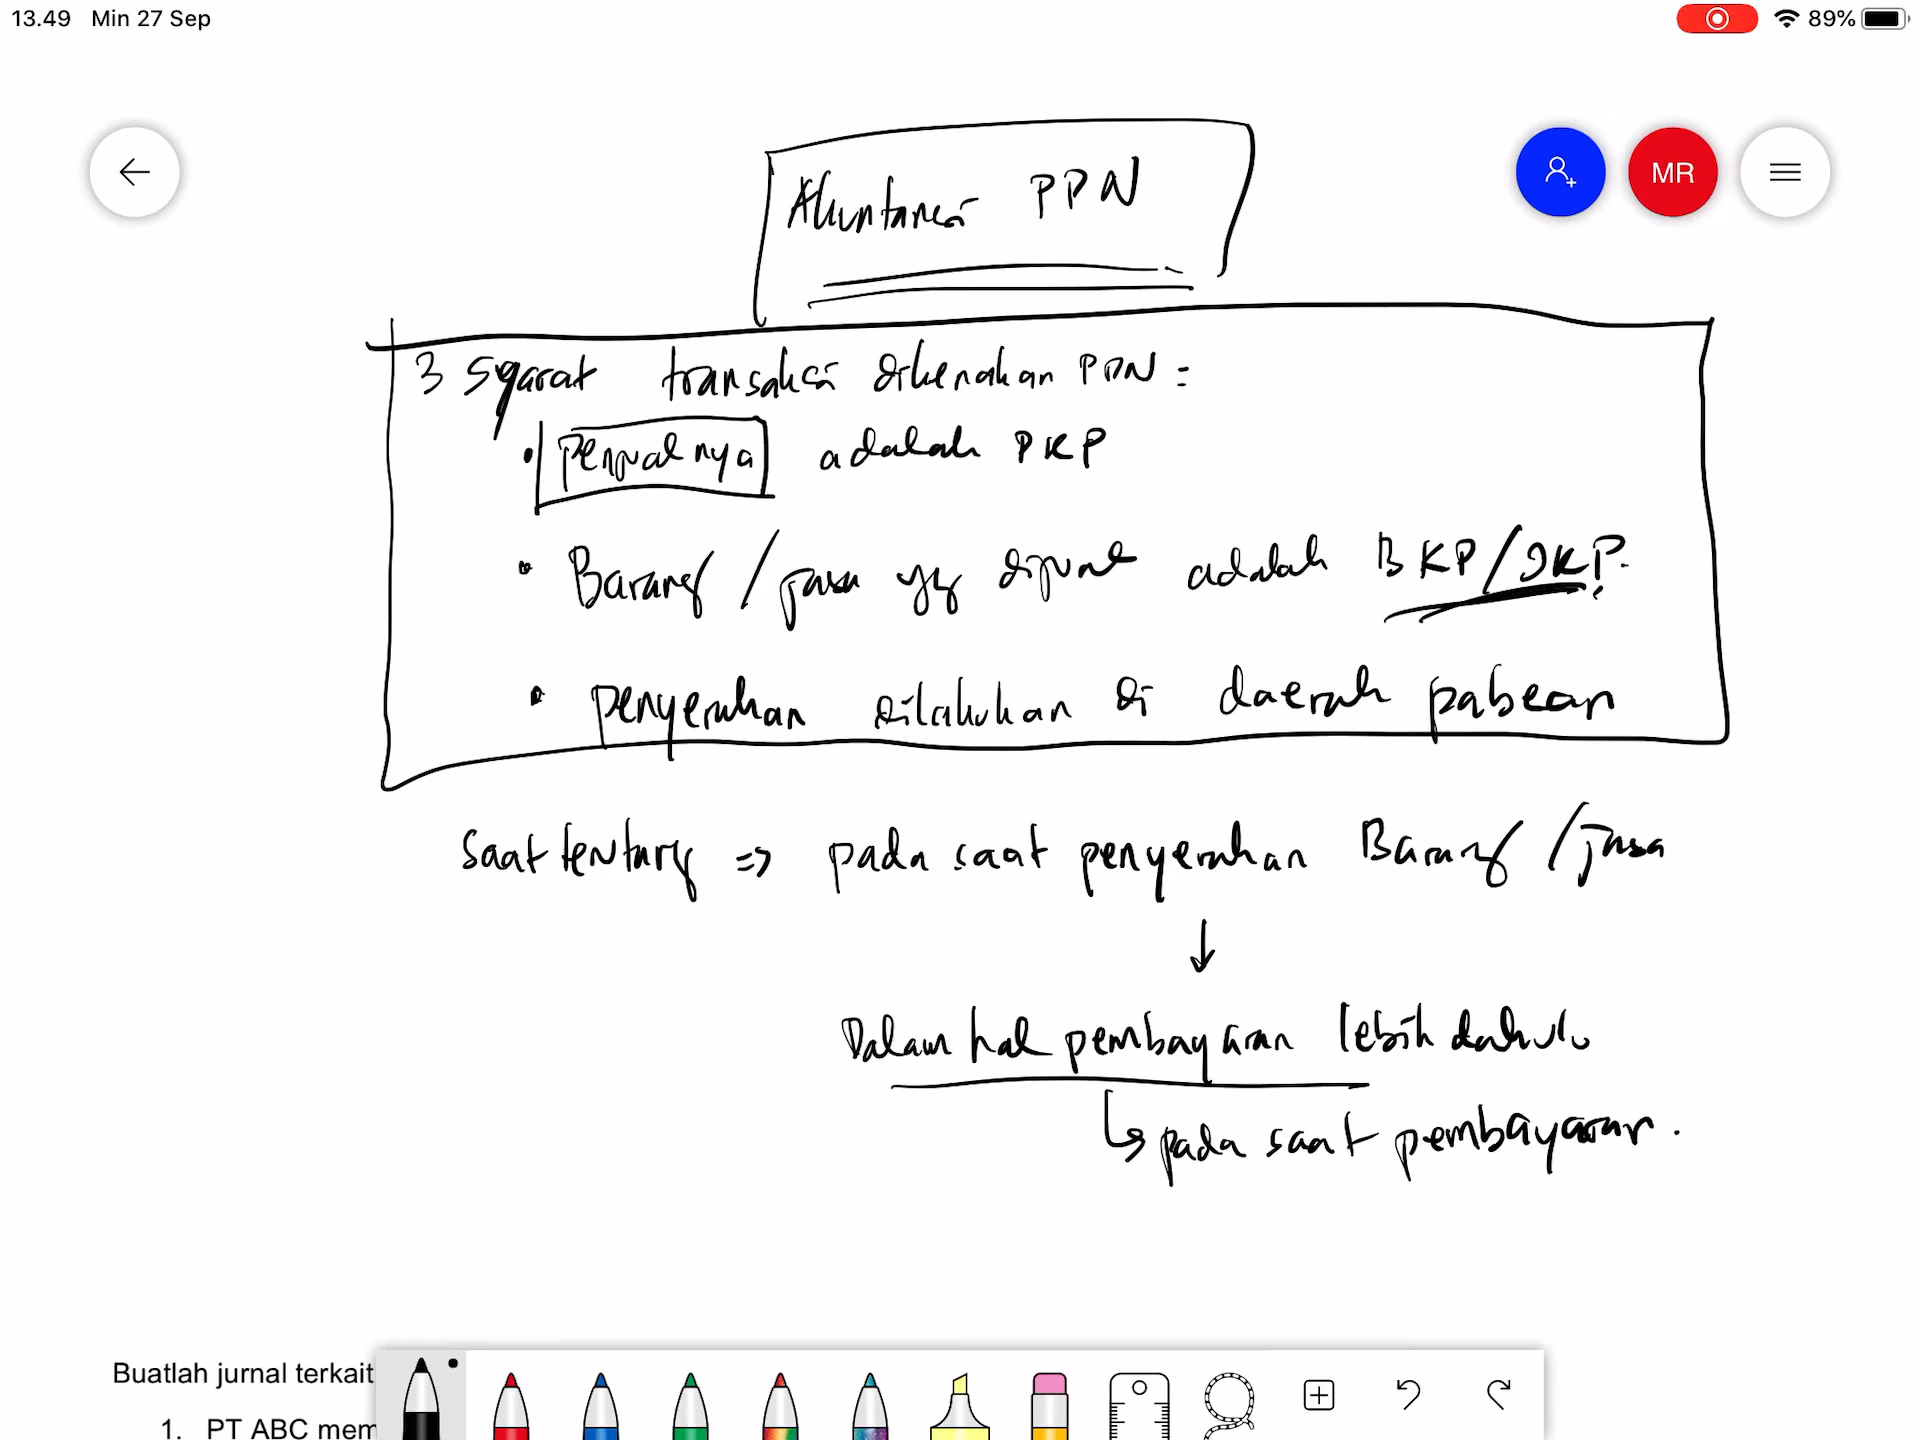 13.49 Min 27 Sep
89%
MR
Akuntansi PPN
3 syarat transaksi dikenakan PPN :
• penjualnya adalah PKP
• Barang / jasa yg dijual adalah BKP/JKP.
• penyerahan dilakukan di daerah pabean
Saat terutang => pada saat penyerahan Barang / jasa
↓
Dalam hal pembayaran lebih dahulu
↳ pada saat pembayaran.
Buatlah jurnal terkait
1. PT ABC mem